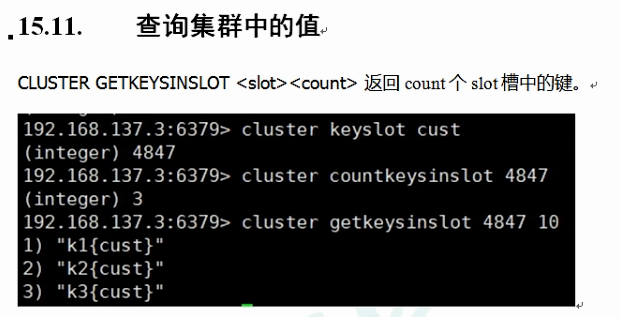 15.11. 查询集群中的值
CLUSTER GETKEYSINSLOT <slot><count> 返回 count 个 slot 槽中的键。
192.168.137.3:6379> cluster keyslot cust
(integer) 4847
192.168.137.3:6379> cluster countkeysinslot 4847
(integer) 3
192.168.137.3:6379> cluster getkeysinslot 4847 10
1) "k1{cust}"
2) "k2{cust}"
3) "k3{cust}"